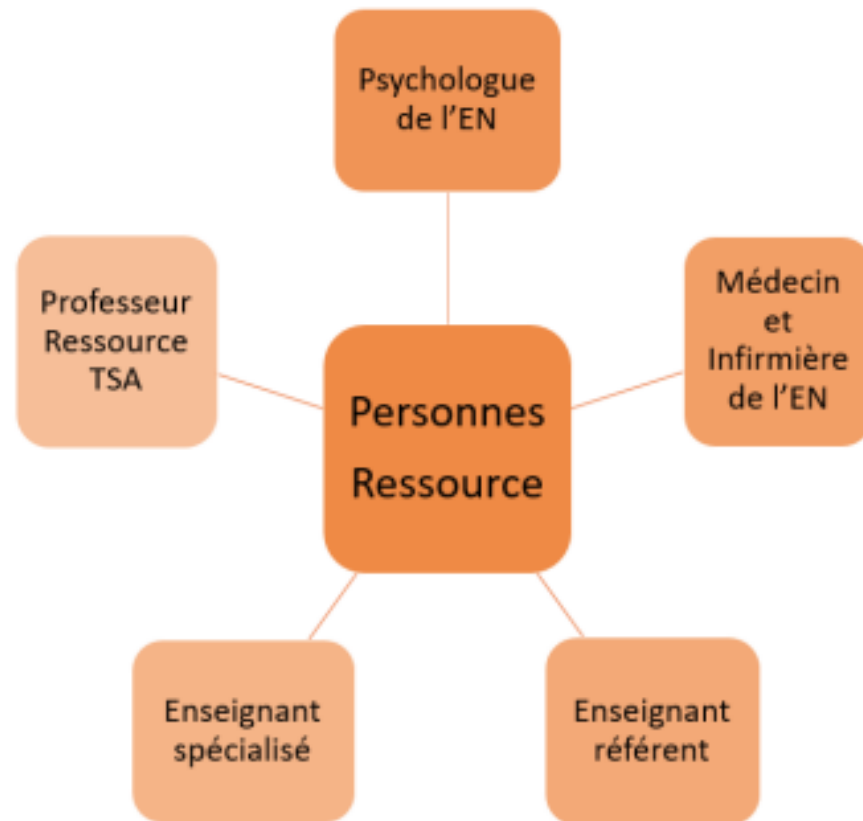 Psychologue
de l'EN
Professeur
Ressource
TSA
Médecin
et
Infirmière
de l'EN
Personnes
Ressource
Enseignant
spécialisé
Enseignant
référent